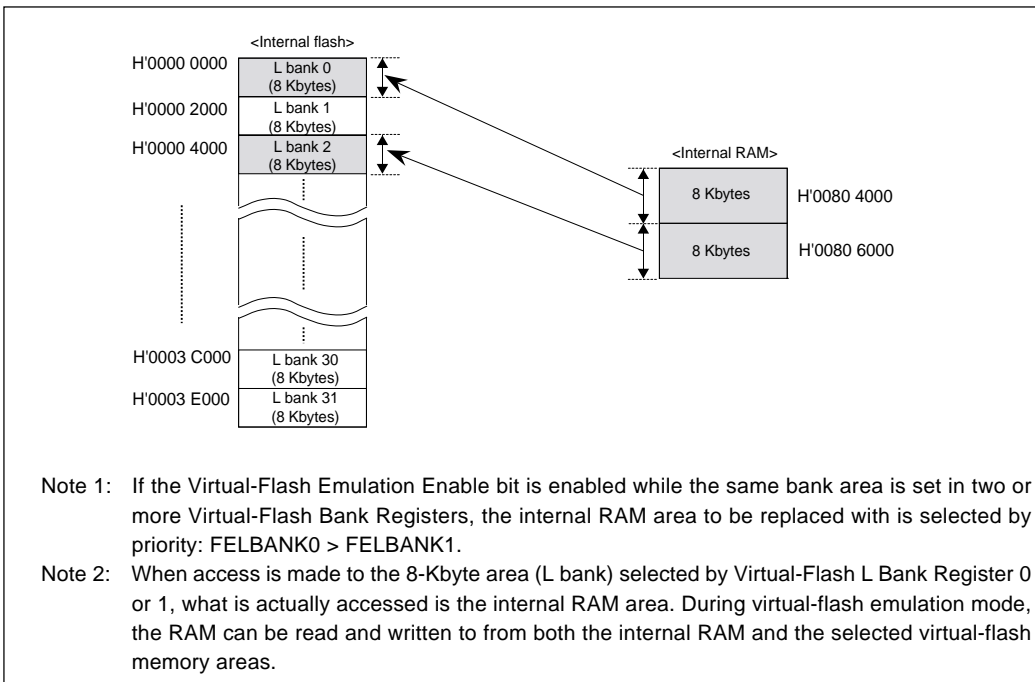 <Internal flash>
H'0000 0000
L bank 0
(8 Kbytes)
H'0000 2000
L bank 1
(8 Kbytes)
H'0000 4000
L bank 2
(8 Kbytes)
<Internal RAM>
8 Kbytes
H'0080 4000
8 Kbytes
H'0080 6000
H'0003 C000
L bank 30
(8 Kbytes)
H'0003 E000
L bank 31
(8 Kbytes)
Note 1: If the Virtual-Flash Emulation Enable bit is enabled while the same bank area is set in two or
more Virtual-Flash Bank Registers, the internal RAM area to be replaced with is selected by
priority: FELBANK0 > FELBANK1.
Note 2: When access is made to the 8-Kbyte area (L bank) selected by Virtual-Flash L Bank Register 0
or 1, what is actually accessed is the internal RAM area. During virtual-flash emulation mode,
the RAM can be read and written to from both the internal RAM and the selected virtual-flash
memory areas.